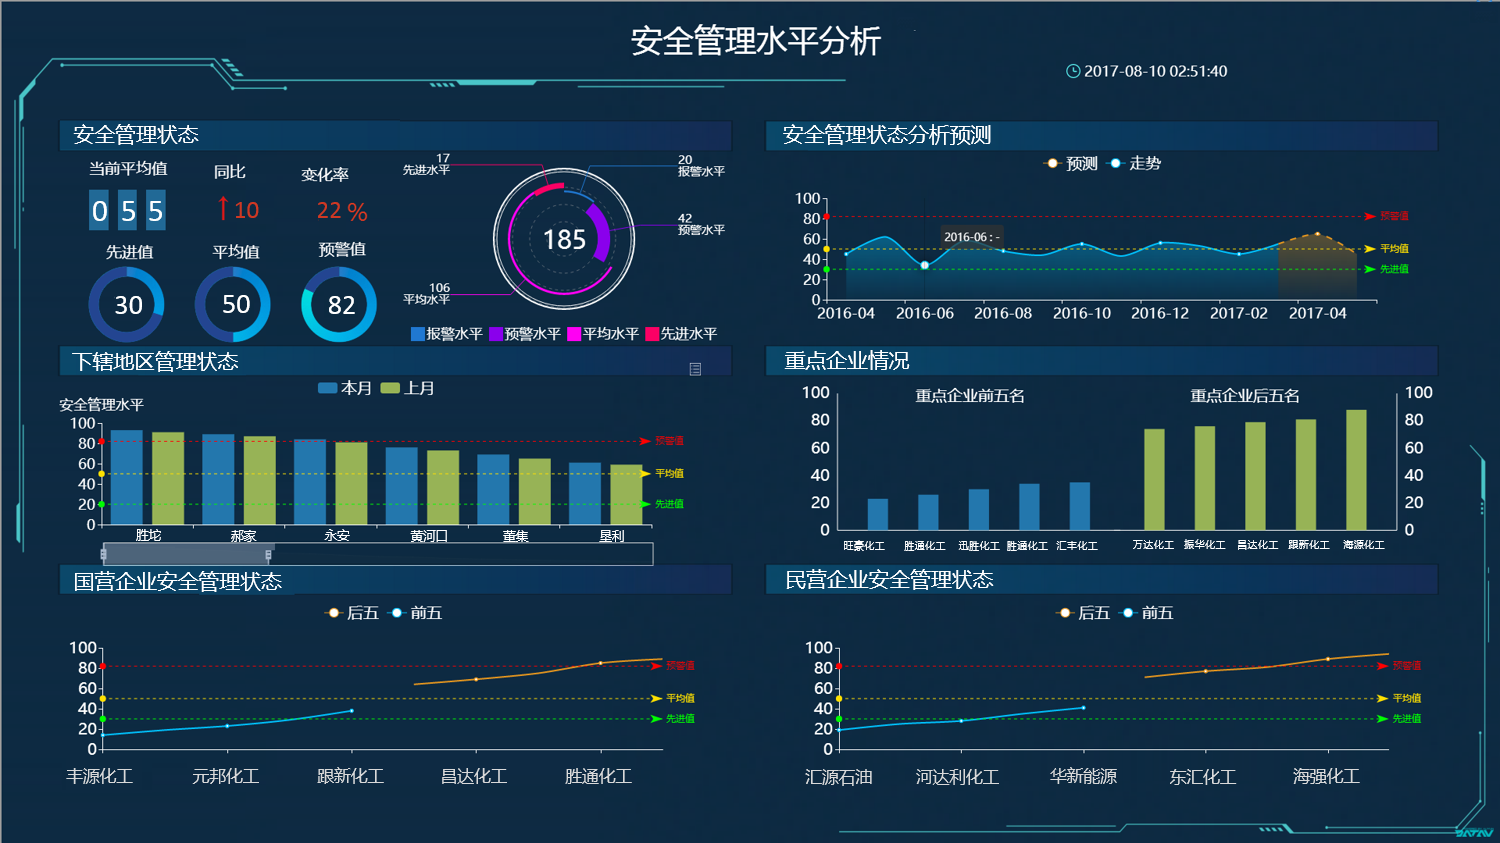 安全管理水平分析
2017-08-10 02:51:40
安全管理状态
当前平均值
同比
变化率
0 5 5
10
22 %
先进值
平均值
预警值
30
50
82
17
先进水平
20
报警水平
42
预警水平
185
106
平均水平
报警水平 预警水平 平均水平 先进水平
安全管理状态分析预测
预测 走势
100
80
60
40
20
0
预警值
平均值
先进值
2016-06 : -
2016-04 2016-06 2016-08 2016-10 2016-12 2017-02 2017-04
下辖地区管理状态
本月 上月
安全管理水平
100
80
60
40
20
0
预警值
平均值
先进值
胜坨 郝家 永安 黄河口 董集 垦利
重点企业情况
重点企业前五名
重点企业后五名
100
80
60
40
20
0
100
80
60
40
20
0
旺豪化工 胜通化工 迅胜化工 胜通化工 汇丰化工
万达化工 振华化工 昌达化工 跟新化工 海源化工
国营企业安全管理状态
后五 前五
100
80
60
40
20
0
预警值
平均值
先进值
丰源化工 元邦化工 跟新化工 昌达化工 胜通化工
民营企业安全管理状态
后五 前五
100
80
60
40
20
0
预警值
平均值
先进值
汇源石油 河达利化工 华新能源 东汇化工 海强化工
DATAV